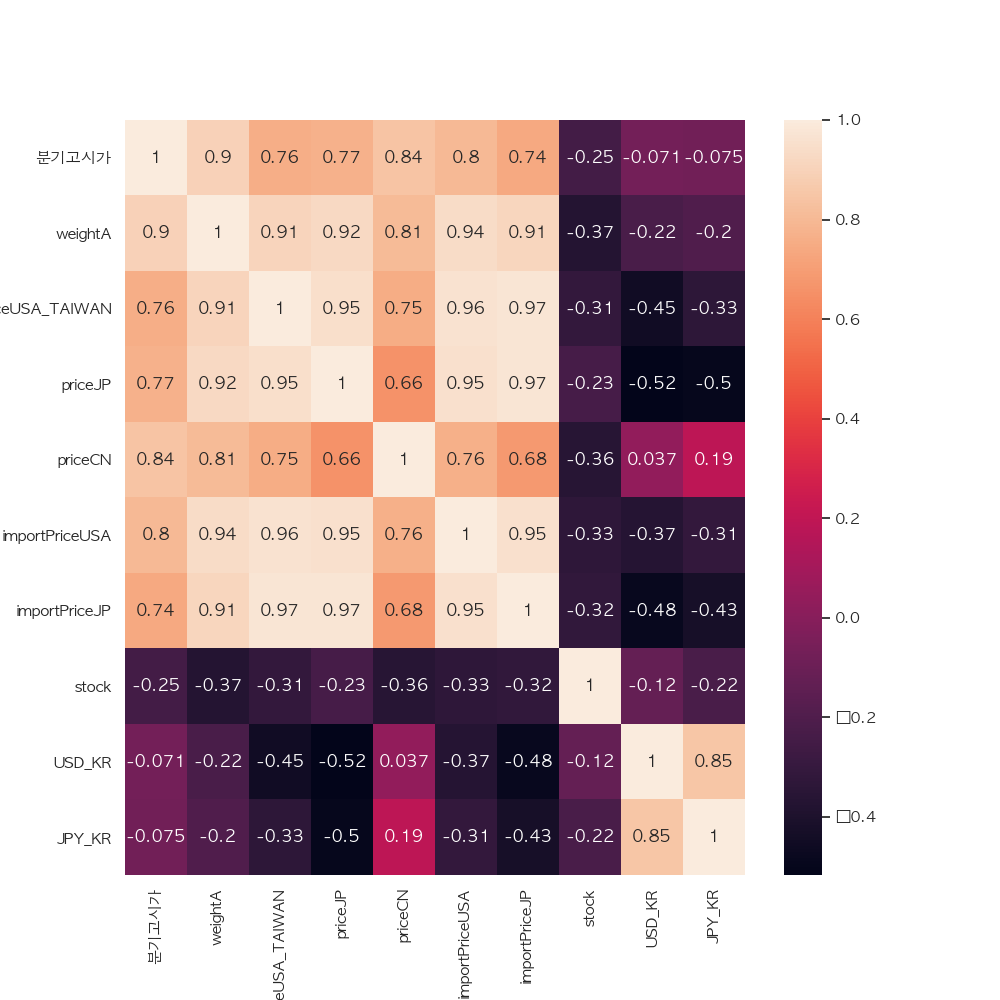 분기고시가 1 0.9 0.76 0.77 0.84 0.8 0.74 -0.25 -0.071 -0.075
weightA 0.9 1 0.91 0.92 0.81 0.94 0.91 -0.37 -0.22 -0.2
eUSA_TAIWAN 0.76 0.91 1 0.95 0.75 0.96 0.97 -0.31 -0.45 -0.33
priceJP 0.77 0.92 0.95 1 0.66 0.95 0.97 -0.23 -0.52 -0.5
priceCN 0.84 0.81 0.75 0.66 1 0.76 0.68 -0.36 0.037 0.19
importPriceUSA 0.8 0.94 0.96 0.95 0.76 1 0.95 -0.33 -0.37 -0.31
importPriceJP 0.74 0.91 0.97 0.97 0.68 0.95 1 -0.32 -0.48 -0.43
stock -0.25 -0.37 -0.31 -0.23 -0.36 -0.33 -0.32 1 -0.12 -0.22
USD_KR -0.071 -0.22 -0.45 -0.52 0.037 -0.37 -0.48 -0.12 1 0.85
JPY_KR -0.075 -0.2 -0.33 -0.5 0.19 -0.31 -0.43 -0.22 0.85 1
분기고시가 weightA eUSA_TAIWAN priceJP priceCN importPriceUSA importPriceJP stock USD_KR JPY_KR
1.0
0.8
0.6
0.4
0.2
0.0
□0.2
□0.4